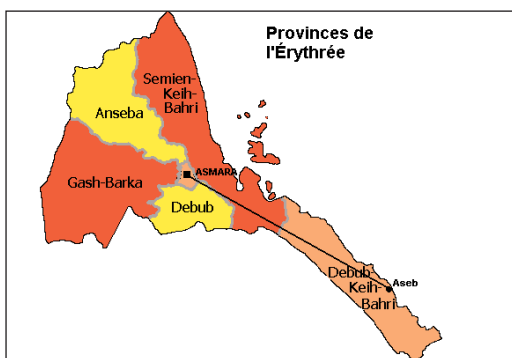 Provinces de
l'Érythrée
Semien-
Keih-
Bahri
Anseba
ASMARA
Gash-Barka
Debub
Debub-
Keih-
Bahri
Aseb